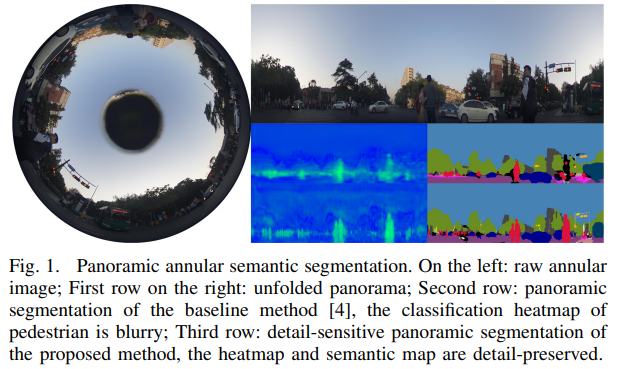 Fig. 1. Panoramic annular semantic segmentation. On the left: raw annular
image; First row on the right: unfolded panorama; Second row: panoramic
segmentation of the baseline method [4], the classification heatmap of
pedestrian is blurry; Third row: detail-sensitive panoramic segmentation of
the proposed method, the heatmap and semantic map are detail-preserved.